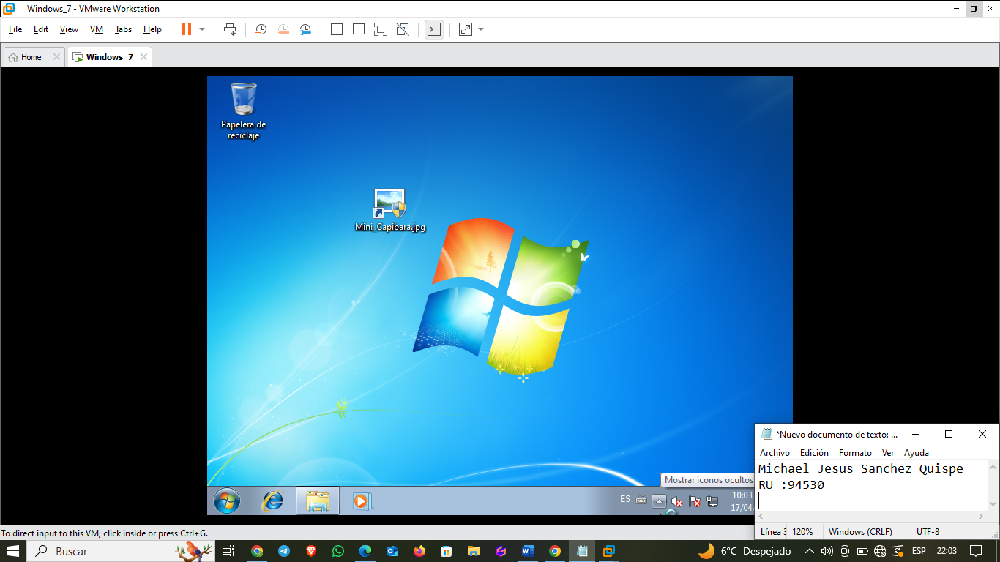 Windows_7 - VMware Workstation
File Edit View VM Tabs Help
Home
Windows_7
Papelera de
reciclaje
Mini_Capibara.jpg
Mostrar iconos ocultos
ES
10:03
17/04/
*Nuevo documento de texto: ...
Archivo Edición Formato Ver Ayuda
Michael Jesus Sanchez Quispe
RU :94530
Línea 3 120% Windows (CRLF) UTF-8
To direct input to this VM, click inside or press Ctrl+G.
Buscar
6°C Despejado
ESP
22:03